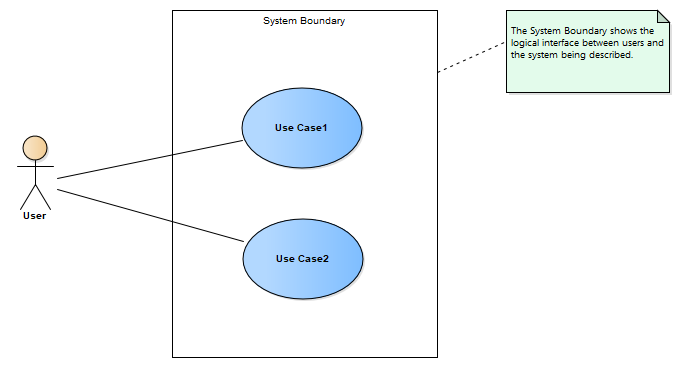 System Boundary
The System Boundary shows the
logical interface between users and
the system being described.
Use Case1
User
Use Case2